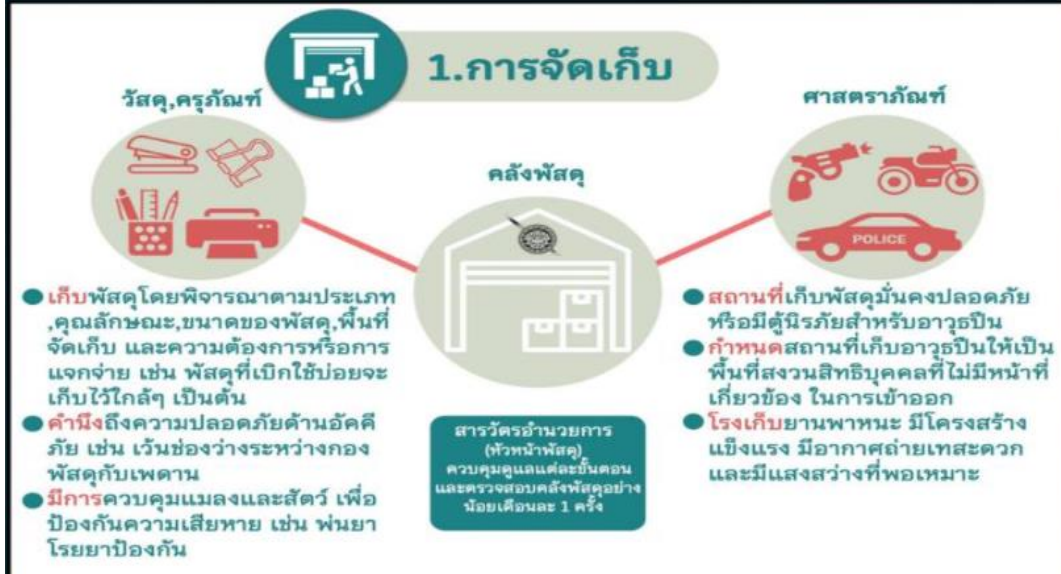 1.การจัดเก็บ
วัสดุ,ครุภัณฑ์
เก็บพัสดุโดยพิจารณาตามประเภท
,คุณลักษณะ,ขนาดของพัสดุ,พื้นที่
จัดเก็บ และความต้องการหรือการ
แจกจ่าย เช่น พัสดุที่เบิกใช้บ่อยจะ
เก็บไว้ใกล้ๆ เป็นต้น
คำนึงถึงความปลอดภัยด้านอัคคี
ภัย เช่น เว้นช่องว่างระหว่างกอง
พัสดุกับเพดาน
มีการควบคุมแมลงและสัตว์ เพื่อ
ป้องกันความเสียหาย เช่น พ่นยา
โรยยาป้องกัน
คลังพัสดุ
สารวัตรอำนวยการ
(หัวหน้าพัสดุ)
ควบคุมดูแลแต่ละขั้นตอน
และตรวจสอบคลังพัสดุอย่าง
น้อยเดือนละ 1 ครั้ง
ศาสตราภัณฑ์
POLICE
สถานที่เก็บพัสดุมั่นคงปลอดภัย
หรือมีตู้นิรภัยสำหรับอาวุธปืน
กำหนดสถานที่เก็บอาวุธปืนให้เป็น
พื้นที่สงวนสิทธิบุคคลที่ไม่มีหน้าที่
เกี่ยวข้อง ในการเข้าออก
โรงเก็บยานพาหนะ มีโครงสร้าง
แข็งแรง มีอากาศถ่ายเทสะดวก
และมีแสงสว่างที่พอเหมาะ